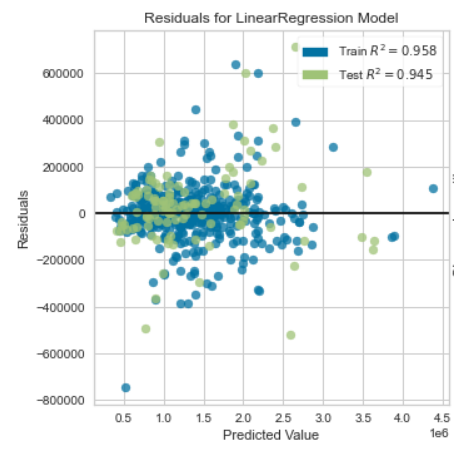 Residuals for LinearRegression Model
Train R² = 0.958
Test R² = 0.945
600000
400000
200000
0
−200000
−400000
−600000
−800000
Residuals
0.5 1.0 1.5 2.0 2.5 3.0 3.5 4.0 4.5
1e6
Predicted Value